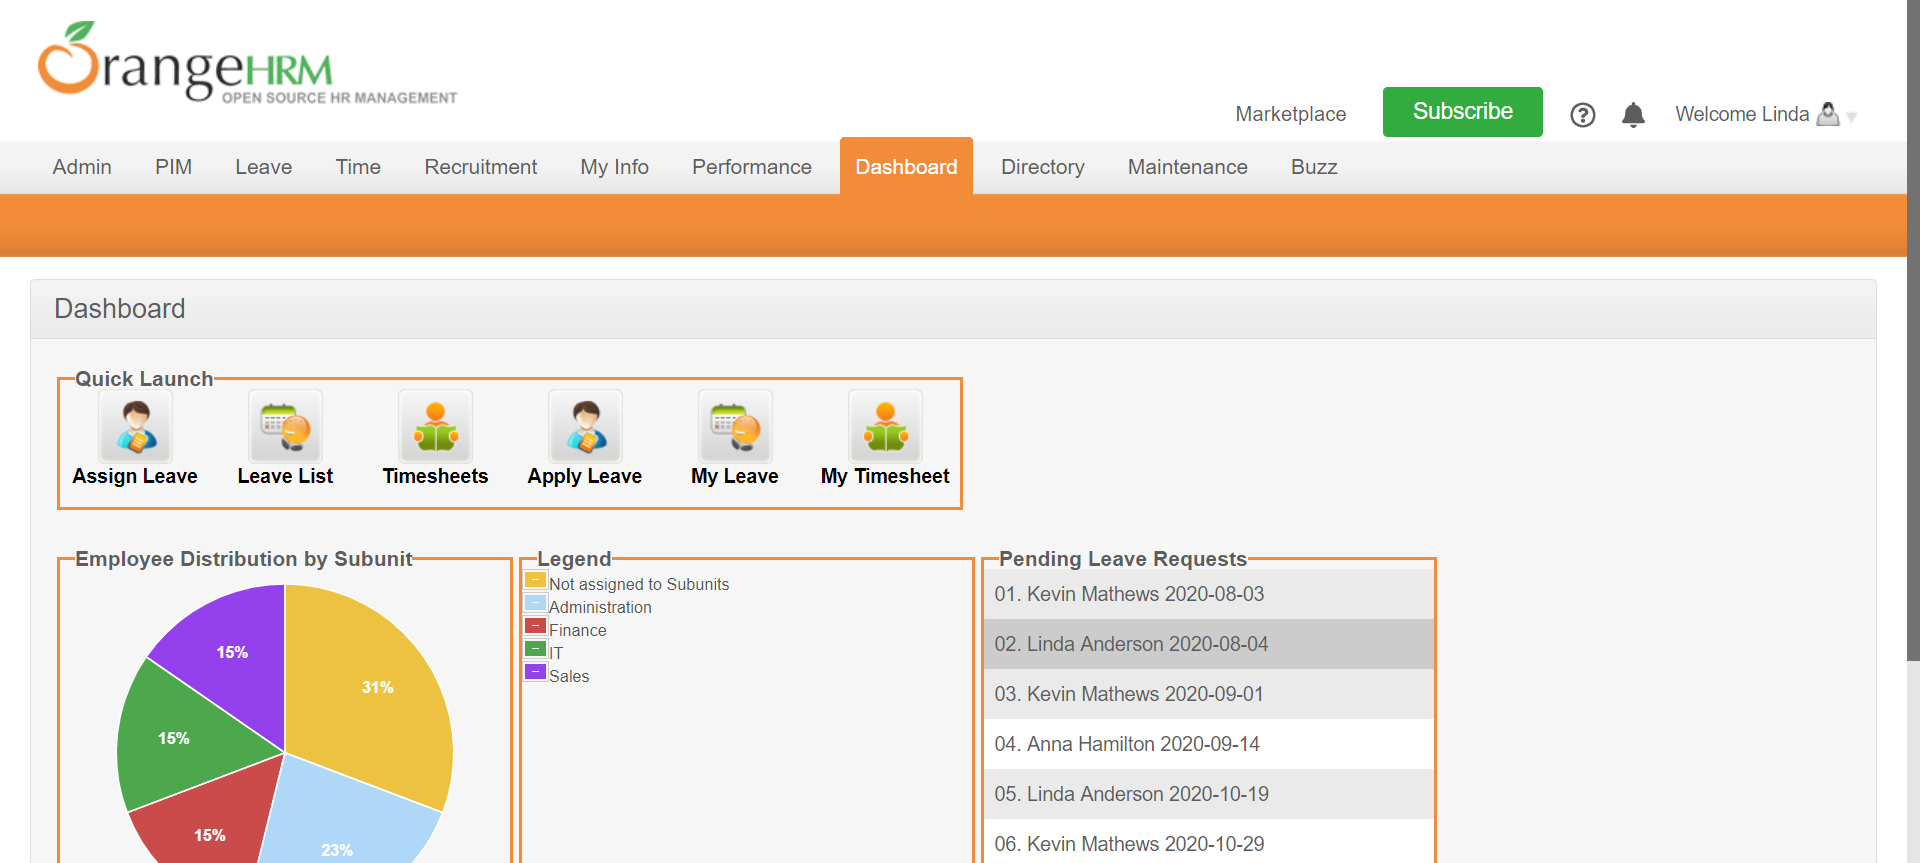 OrangeHRM
OPEN SOURCE HR MANAGEMENT
Marketplace
Subscribe
Welcome Linda
Admin
PIM
Leave
Time
Recruitment
My Info
Performance
Dashboard
Directory
Maintenance
Buzz
Dashboard
Quick Launch
Assign Leave
Leave List
Timesheets
Apply Leave
My Leave
My Timesheet
Employee Distribution by Subunit
15%
31%
15%
15%
23%
Legend
Not assigned to Subunits
Administration
Finance
IT
Sales
Pending Leave Requests
01. Kevin Mathews 2020-08-03
02. Linda Anderson 2020-08-04
03. Kevin Mathews 2020-09-01
04. Anna Hamilton 2020-09-14
05. Linda Anderson 2020-10-19
06. Kevin Mathews 2020-10-29